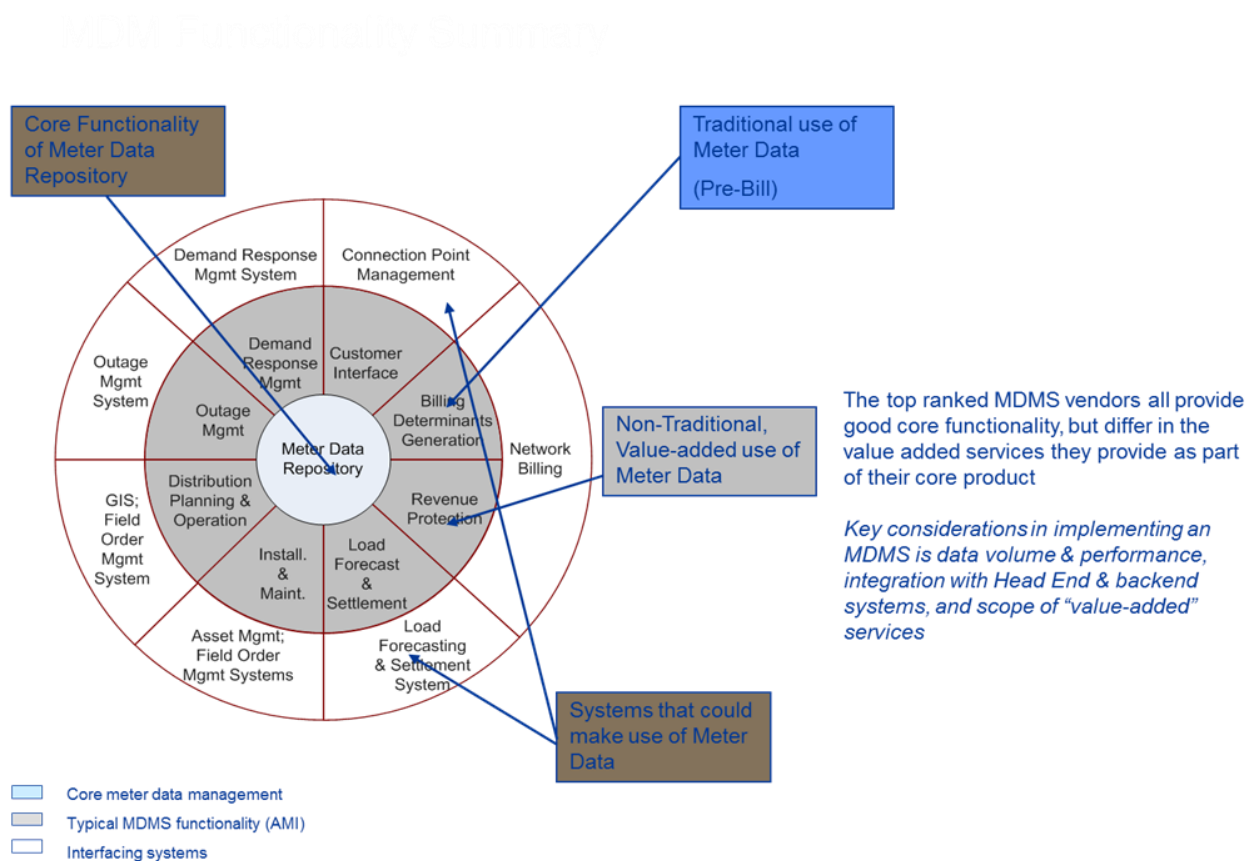 MDM Functionality Summary
Core Functionality
of Meter Data
Repository
Traditional use of
Meter Data
(Pre-Bill)
Demand Response
Mgmt System
Connection Point
Management
Outage
Mgmt
System
Demand
Response
Mgmt
Customer
Interface
Outage
Mgmt
Billing
Determinants
Generation
Meter Data
Repository
Network
Billing
Non-Traditional,
Value-added use of
Meter Data
GIS;
Field
Order
Mgmt
System
Distribution
Planning &
Operation
Revenue
Protection
Install.
&
Maint.
Load
Forecast
&
Settlement
Asset Mgmt;
Field Order
Mgmt Systems
Load
Forecasting
& Settlement
System
Systems that could
make use of Meter
Data
The top ranked MDMS vendors all provide
good core functionality, but differ in the
value added services they provide as part
of their core product
Key considerations in implementing an
MDMS is data volume & performance,
integration with Head End & backend
systems, and scope of “value-added”
services
Core meter data management
Typical MDMS functionality (AMI)
Interfacing systems